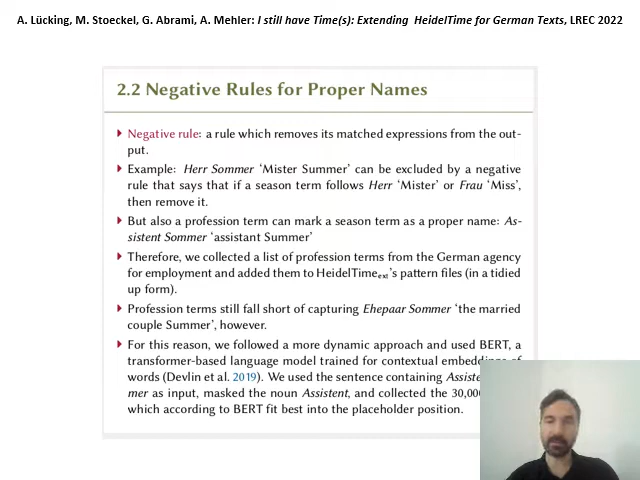 A. Lücking, M. Stoeckel, G. Abrami, A. Mehler: I still have Time(s): Extending HeidelTime for German Texts, LREC 2022
2.2 Negative Rules for Proper Names
Negative rule: a rule which removes its matched expressions from the out-
put.
Example: Herr Sommer ‘Mister Summer’ can be excluded by a negative
rule that says that if a season term follows Herr ‘Mister’ or Frau ‘Miss’,
then remove it.
But also a profession term can mark a season term as a proper name: As-
sistent Sommer ‘assistant Summer’
Therefore, we collected a list of profession terms from the German agency
for employment and added them to HeidelTimeext’s pattern files (in a tidied
up form).
Profession terms still fall short of capturing Ehepaar Sommer ‘the married
couple Summer’, however.
For this reason, we followed a more dynamic approach and used BERT, a
transformer-based language model trained for contextual embeddings of
words (Devlin et al. 2019). We used the sentence containing Assiste
mer as input, masked the noun Assistent, and collected the 30,000
which according to BERT fit best into the placeholder position.